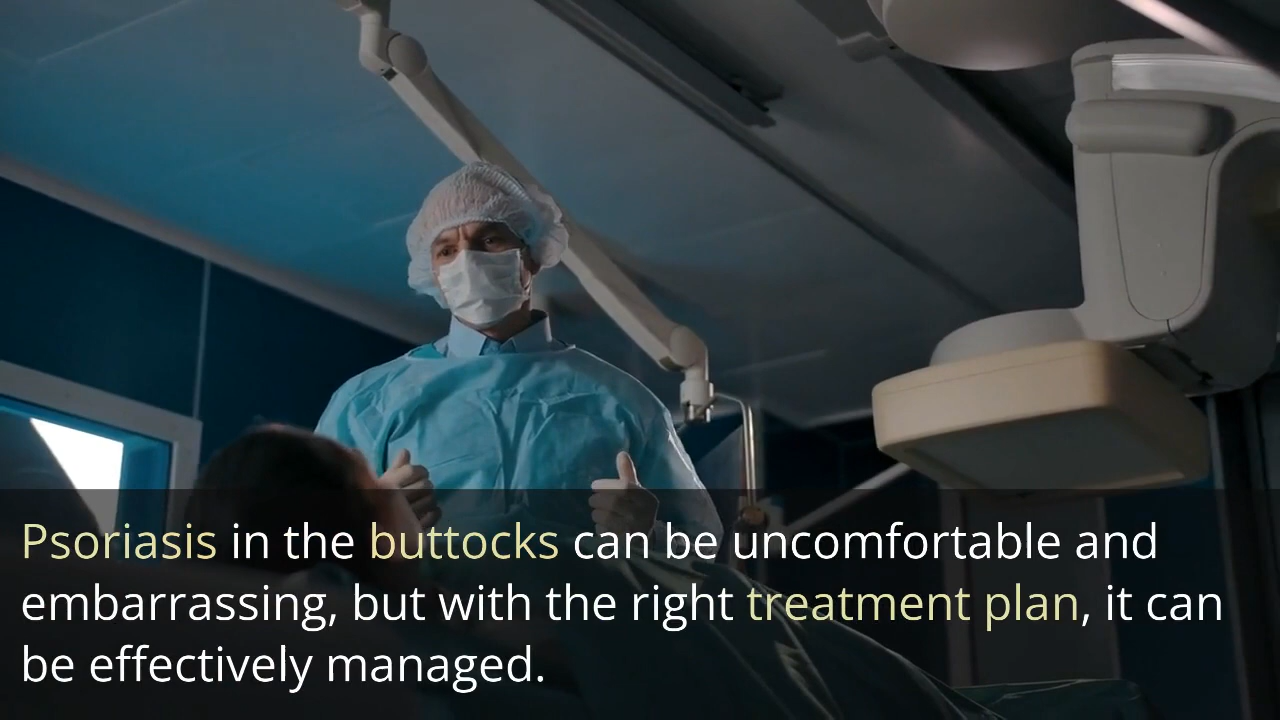 Psoriasis in the buttocks can be uncomfortable and
embarrassing, but with the right treatment plan, it can
be effectively managed.